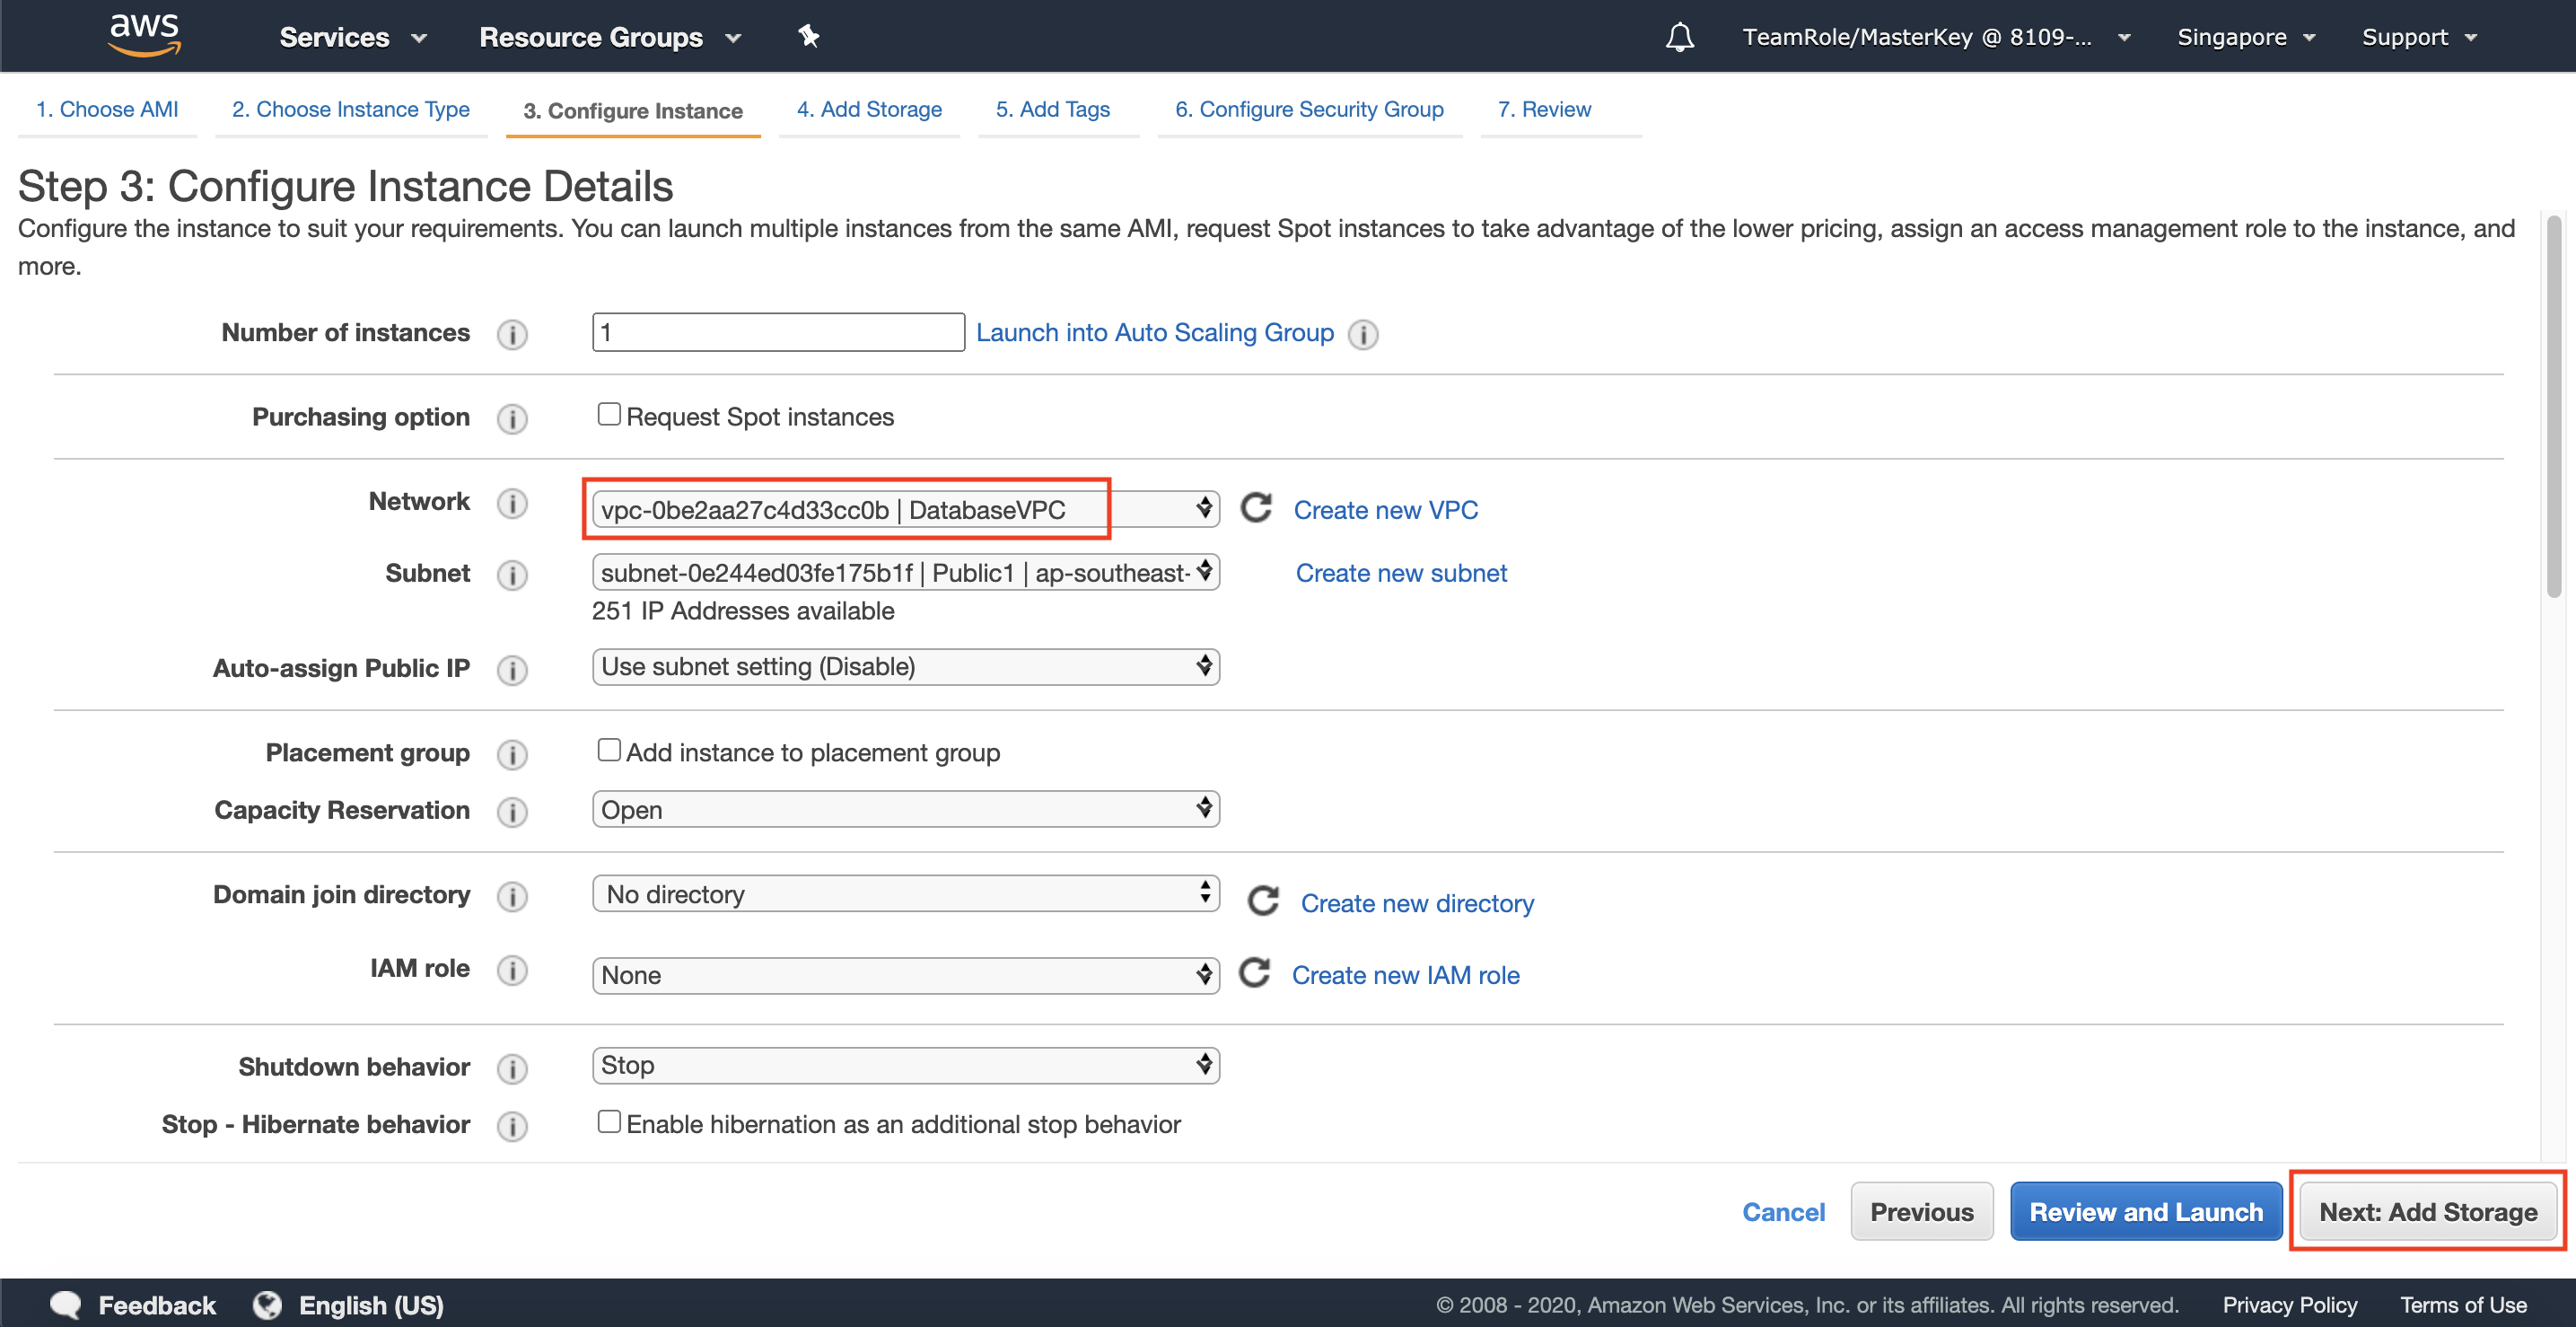 aws
Services
Resource Groups
TeamRole/MasterKey @ 8109-...
Singapore
Support
1. Choose AMI
2. Choose Instance Type
3. Configure Instance
4. Add Storage
5. Add Tags
6. Configure Security Group
7. Review
Step 3: Configure Instance Details
Configure the instance to suit your requirements. You can launch multiple instances from the same AMI, request Spot instances to take advantage of the lower pricing, assign an access management role to the instance, and
more.
Number of instances i 1 Launch into Auto Scaling Group i
Purchasing option i Request Spot instances
Network i vpc-0be2aa27c4d33cc0b | DatabaseVPC Create new VPC
Subnet i subnet-0e244ed03fe175b1f | Public1 | ap-southeast- Create new subnet
251 IP Addresses available
Auto-assign Public IP i Use subnet setting (Disable)
Placement group i Add instance to placement group
Capacity Reservation i Open
Domain join directory i No directory Create new directory
IAM role i None Create new IAM role
Shutdown behavior i Stop
Stop - Hibernate behavior i Enable hibernation as an additional stop behavior
Cancel Previous Review and Launch Next: Add Storage
Feedback English (US) © 2008 - 2020, Amazon Web Services, Inc. or its affiliates. All rights reserved. Privacy Policy Terms of Use